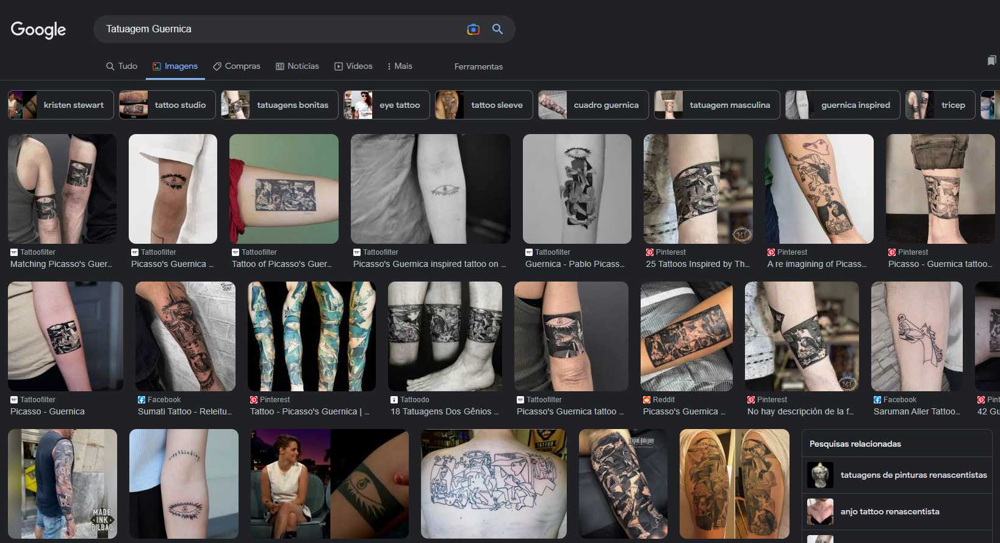 Google
Tatuagem Guernica
Tudo
Imagens
Compras
Notícias
Vídeos
Mais
Ferramentas
kristen stewart
tattoo studio
tatuagens bonitas
eye tattoo
tattoo sleeve
cuadro guernica
tatuagem masculina
guernica inspired
tricep
Tattoofilter
Matching Picasso's Guer...
Tattoofilter
Picasso's Guernica ...
Tattoofilter
Tattoo of Picasso's Guer...
Tattoofilter
Picasso's Guernica inspired tattoo on ...
Tattoofilter
Guernica - Pablo Picass...
Pinterest
25 Tattoos Inspired by Th...
Pinterest
A re imagining of Picass...
Pinterest
Picasso - Guernica tattoo...
Tattoofilter
Picasso - Guernica
Facebook
Sumati Tattoo - Releitu...
Pinterest
Tattoo - Picasso's Guernica | ...
Tattoodo
18 Tatuagens Dos Gênios ...
Tattoofilter
Picasso's Guernica tattoo ...
Reddit
Picasso's Guernica ...
Pinterest
No hay descripción de la f...
Facebook
Saruman Aller Tattoo...
Pint
42 Gu
MADE
INK
BILBAO
TATTOO
Pesquisas relacionadas
tatuagens de pinturas renascentistas
anjo tattoo renascentista